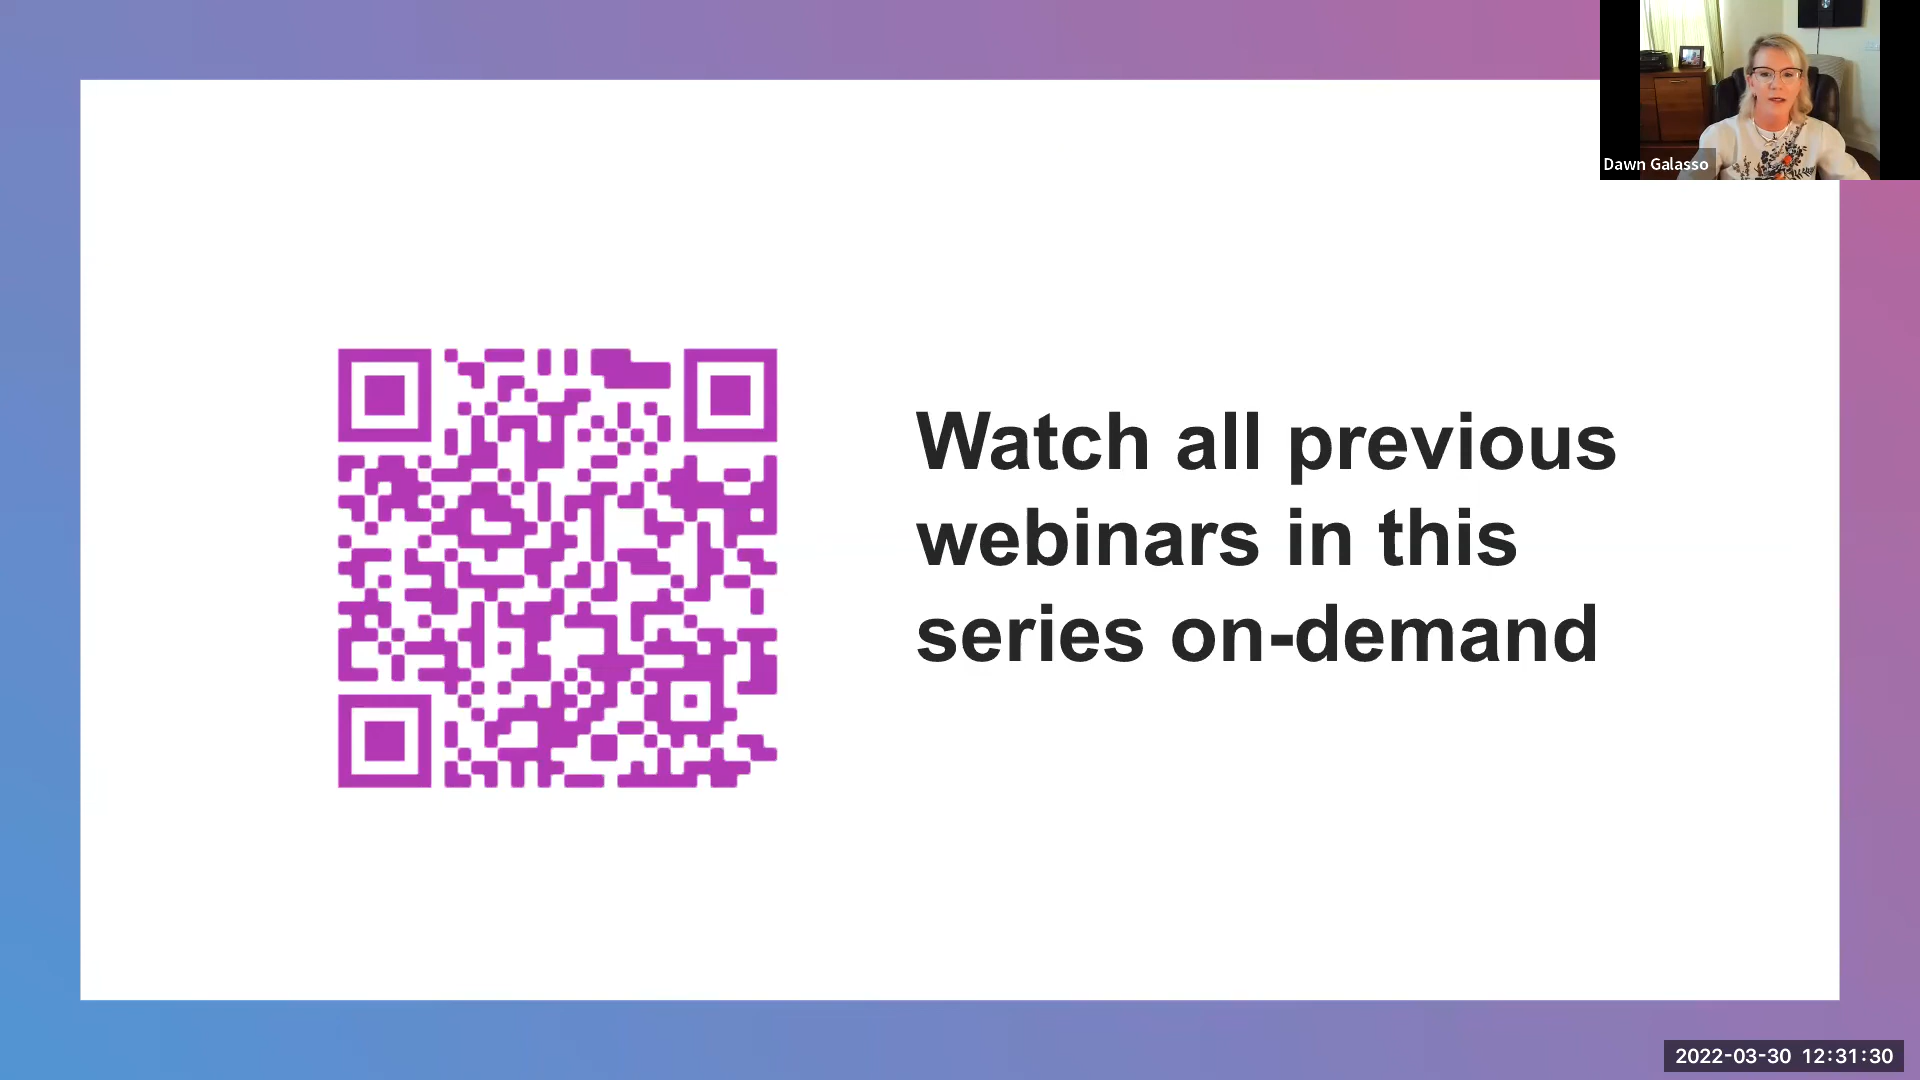 Dawn Galasso
Watch all previous
webinars in this
series on-demand
2022-03-30 12:31:30